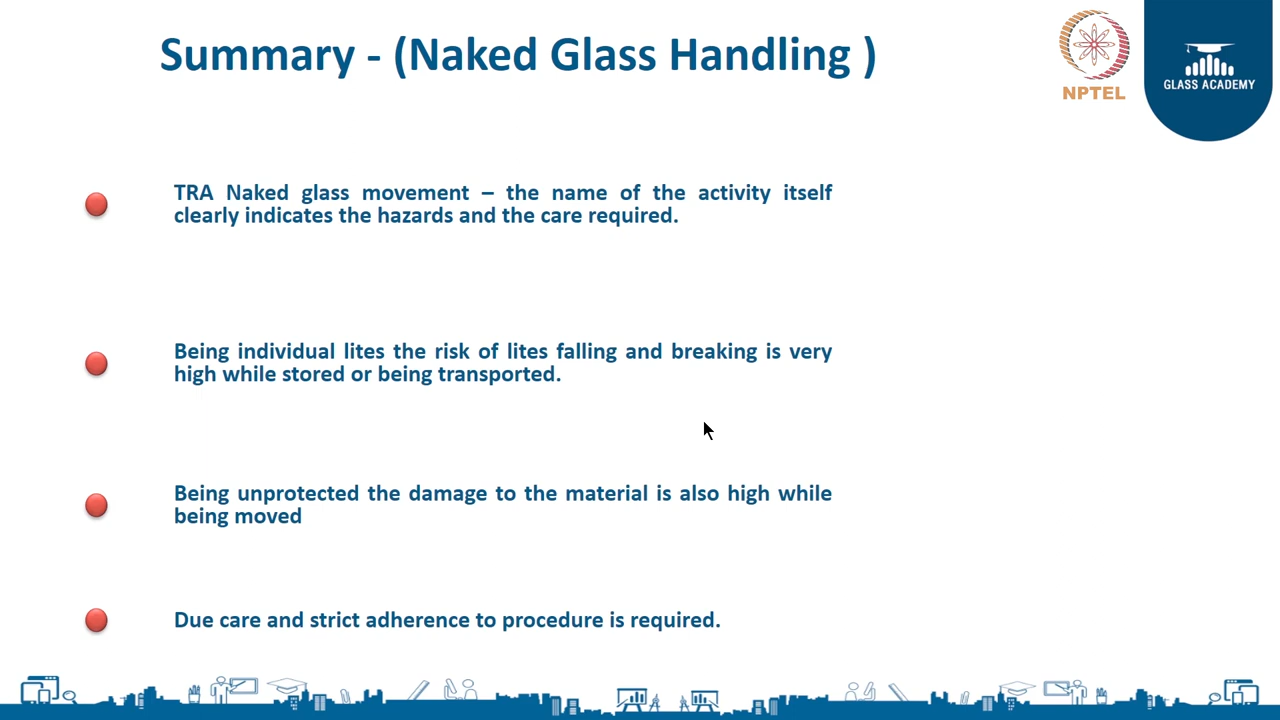 Summary - (Naked Glass Handling )
NPTEL
GLASS ACADEMY
TRA Naked glass movement – the name of the activity itself
clearly indicates the hazards and the care required.
Being individual lites the risk of lites falling and breaking is very
high while stored or being transported.
Being unprotected the damage to the material is also high while
being moved
Due care and strict adherence to procedure is required.